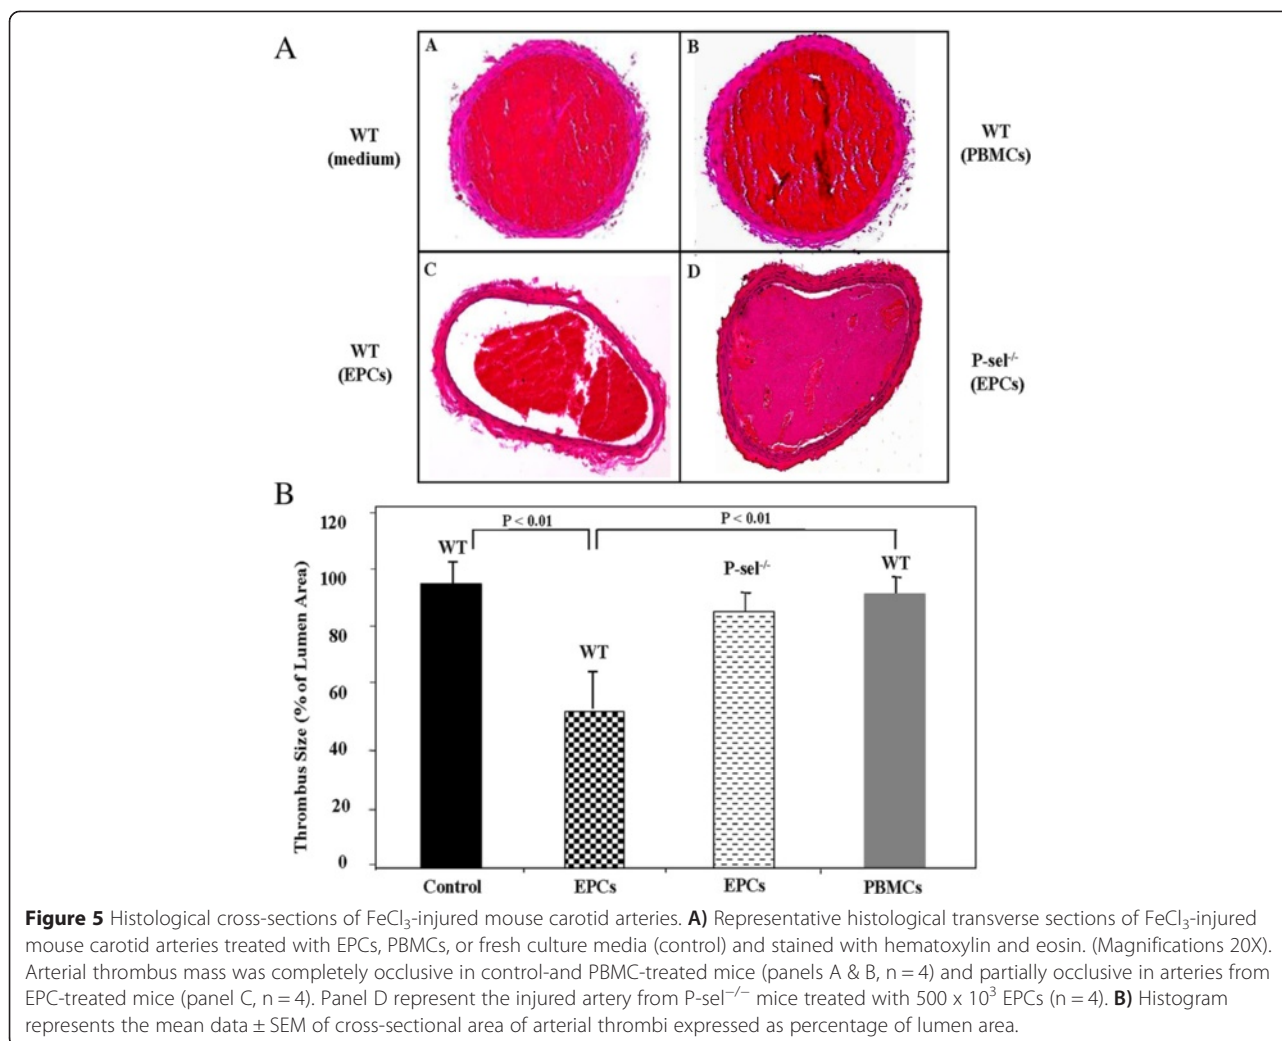 A
A
B
WT
(medium)
WT
(PBMCs)
C
D
WT
(EPCs)
P-sel⁻/⁻
(EPCs)
B
Thrombus Size (% of Lumen Area)
120
100
80
60
40
20
0
P < 0.01
P < 0.01
WT
WT
P-sel⁻/⁻
WT
Control
EPCs
EPCs
PBMCs
Figure 5 Histological cross-sections of FeCl₃-injured mouse carotid arteries. A) Representative histological transverse sections of FeCl₃-injured
mouse carotid arteries treated with EPCs, PBMCs, or fresh culture media (control) and stained with hematoxylin and eosin. (Magnifications 20X).
Arterial thrombus mass was completely occlusive in control-and PBMC-treated mice (panels A & B, n = 4) and partially occlusive in arteries from
EPC-treated mice (panel C, n = 4). Panel D represent the injured artery from P-sel⁻/⁻ mice treated with 500 x 10³ EPCs (n = 4). B) Histogram
represents the mean data ± SEM of cross-sectional area of arterial thrombi expressed as percentage of lumen area.